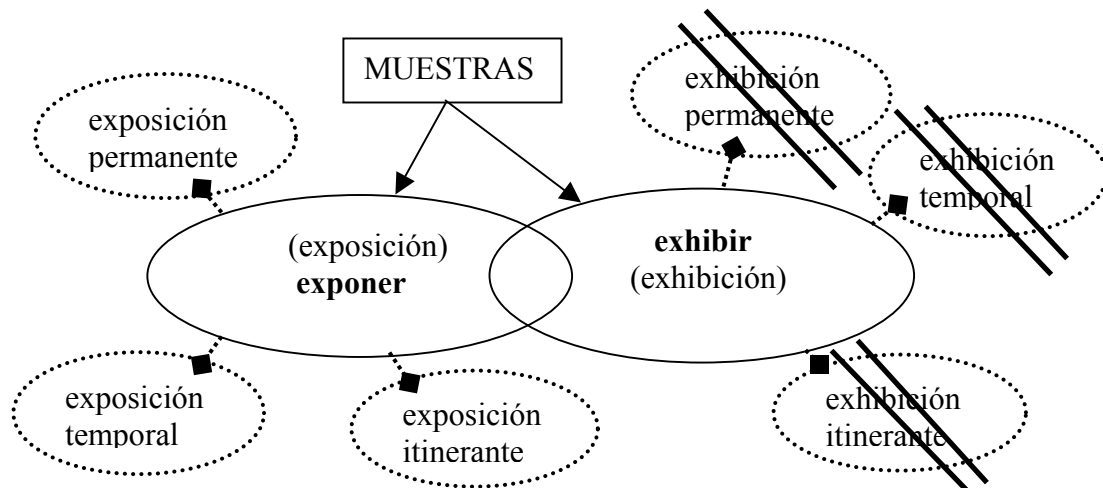 MUESTRAS
exhibición
permanente
exposición
permanente
exhibición
temporal
(exposición)
exponer
exhibir
(exhibición)
exposición
temporal
exposición
itinerante
exhibición
itinerante